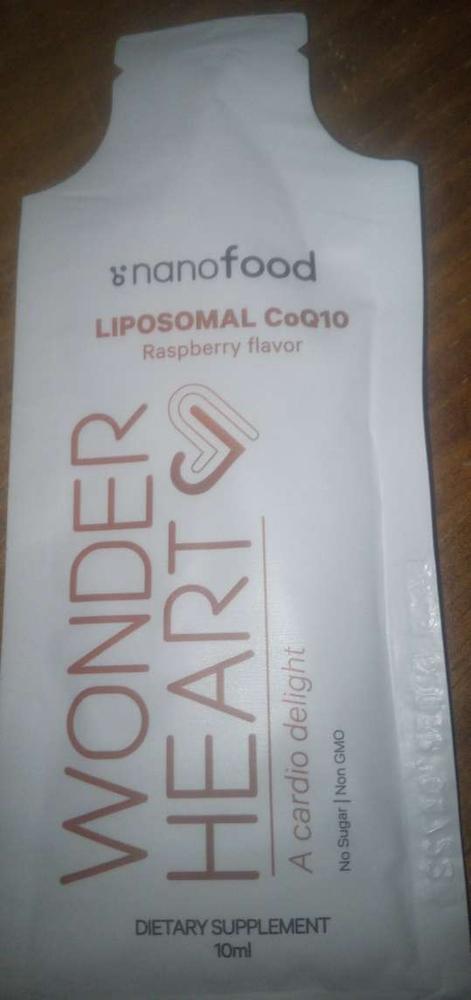 nanofood
LIPOSOMAL CoQ10
Raspberry flavor
WONDER
HEART
A cardio delight
No Sugar | Non GMO
DIETARY SUPPLEMENT
10ml